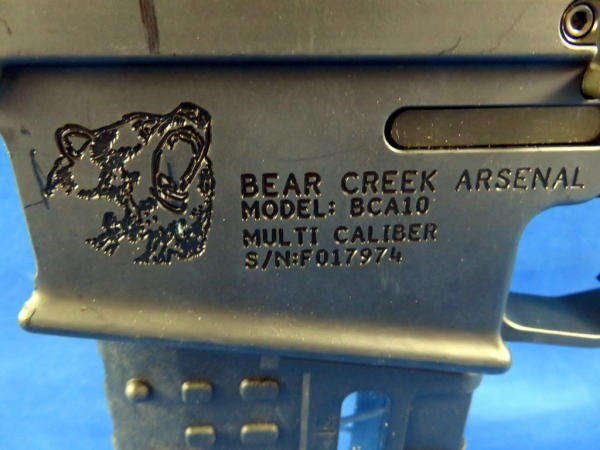 BEAR CREEK ARSENAL
MODEL: BCA10
MULTI CALIBER
S/N:F017974